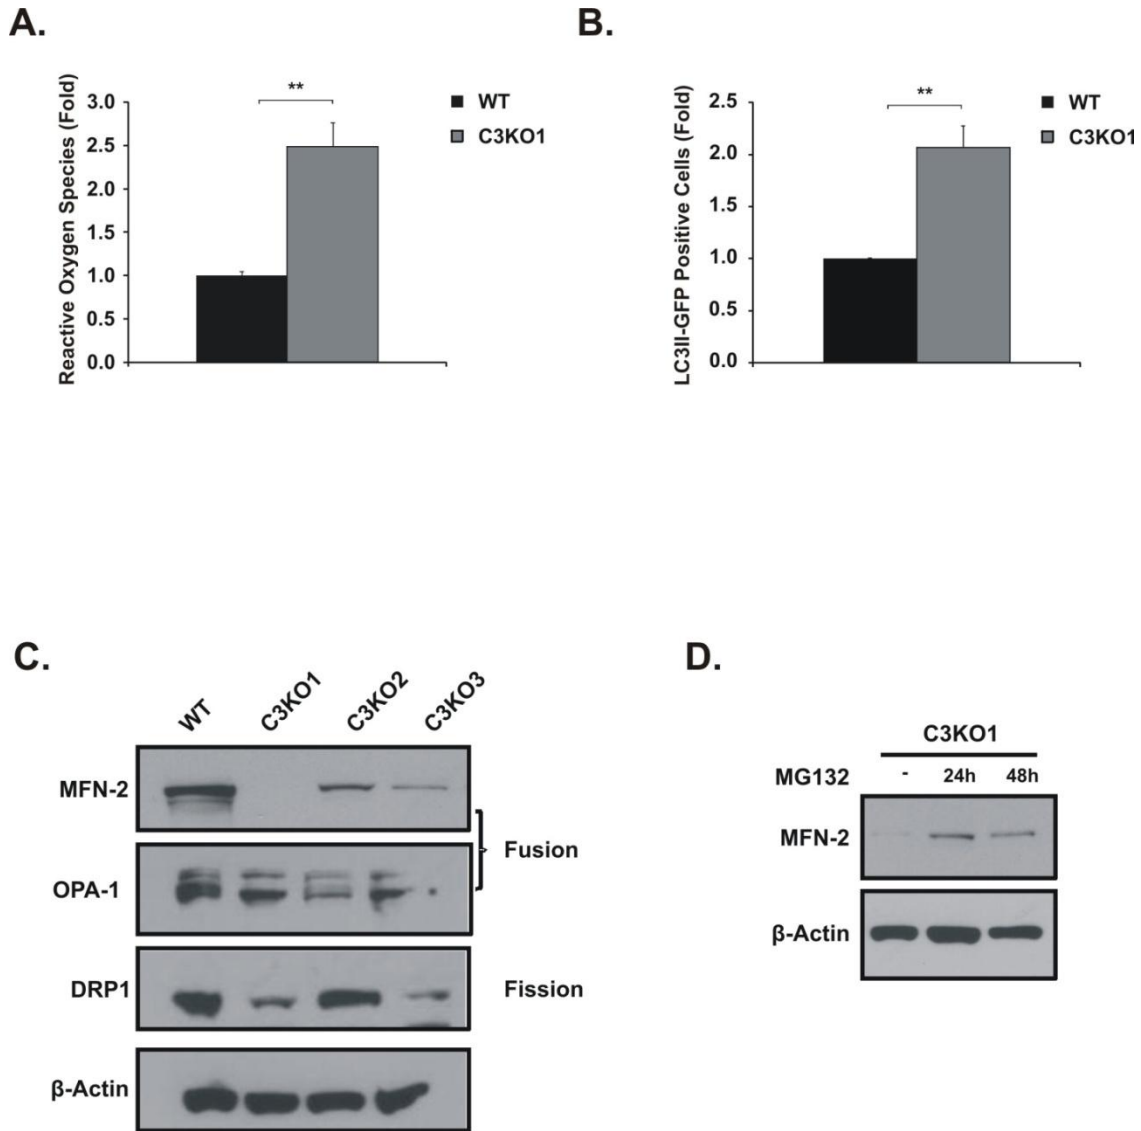 A.
Reactive Oxygen Species (Fold)
3.0
2.5
2.0
1.5
1.0
0.5
0.0
**
WT
C3KO1
B.
LC3II-GFP Positive Cells (Fold)
2.5
2.0
1.5
1.0
0.5
0.0
**
WT
C3KO1
C.
WT C3KO1 C3KO2 C3KO3
MFN-2
OPA-1
Fusion
DRP1
Fission
β-Actin
D.
C3KO1
MG132 - 24h 48h
MFN-2
β-Actin